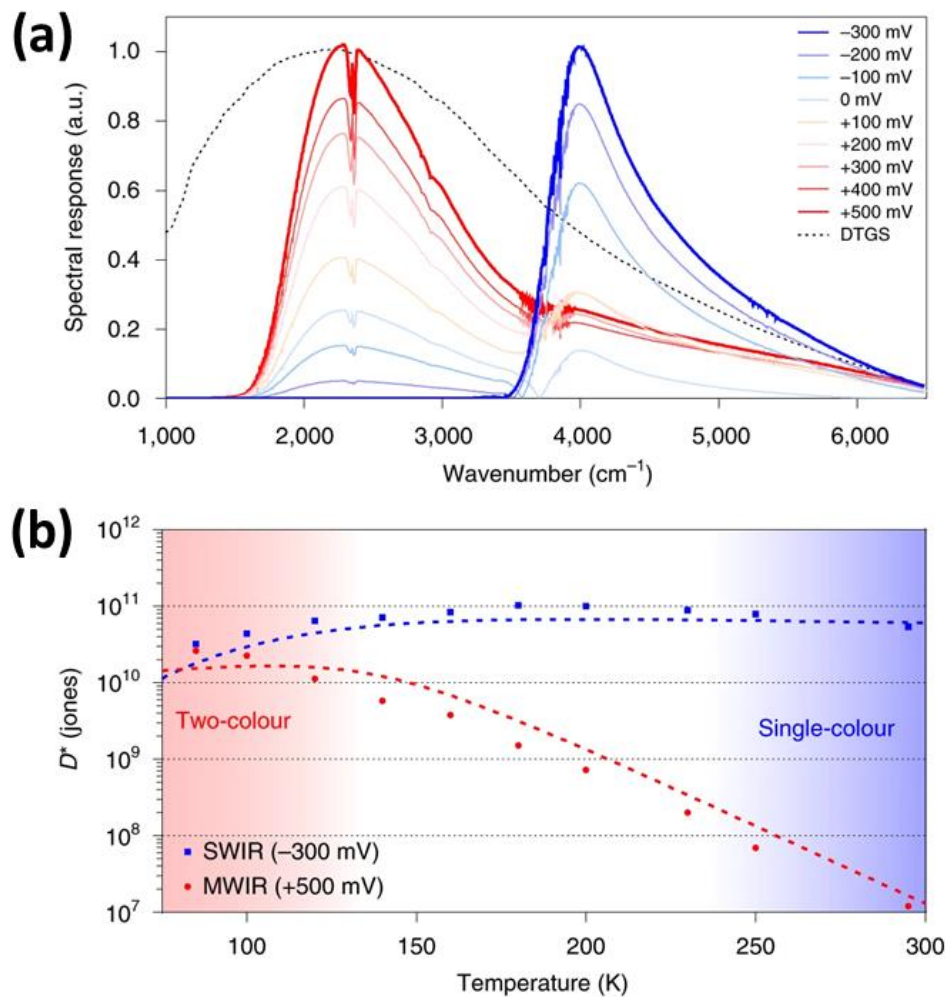 (a)
Spectral response (a.u.)
1.0
0.8
0.6
0.4
0.2
0.0
–300 mV
–200 mV
–100 mV
0 mV
+100 mV
+200 mV
+300 mV
+400 mV
+500 mV
DTGS
1,000 2,000 3,000 4,000 5,000 6,000
Wavenumber (cm⁻¹)
(b)
D* (jones)
10¹²
10¹¹
10¹⁰
10⁹
10⁸
10⁷
Two-colour
Single-colour
SWIR (–300 mV)
MWIR (+500 mV)
100 150 200 250 300
Temperature (K)